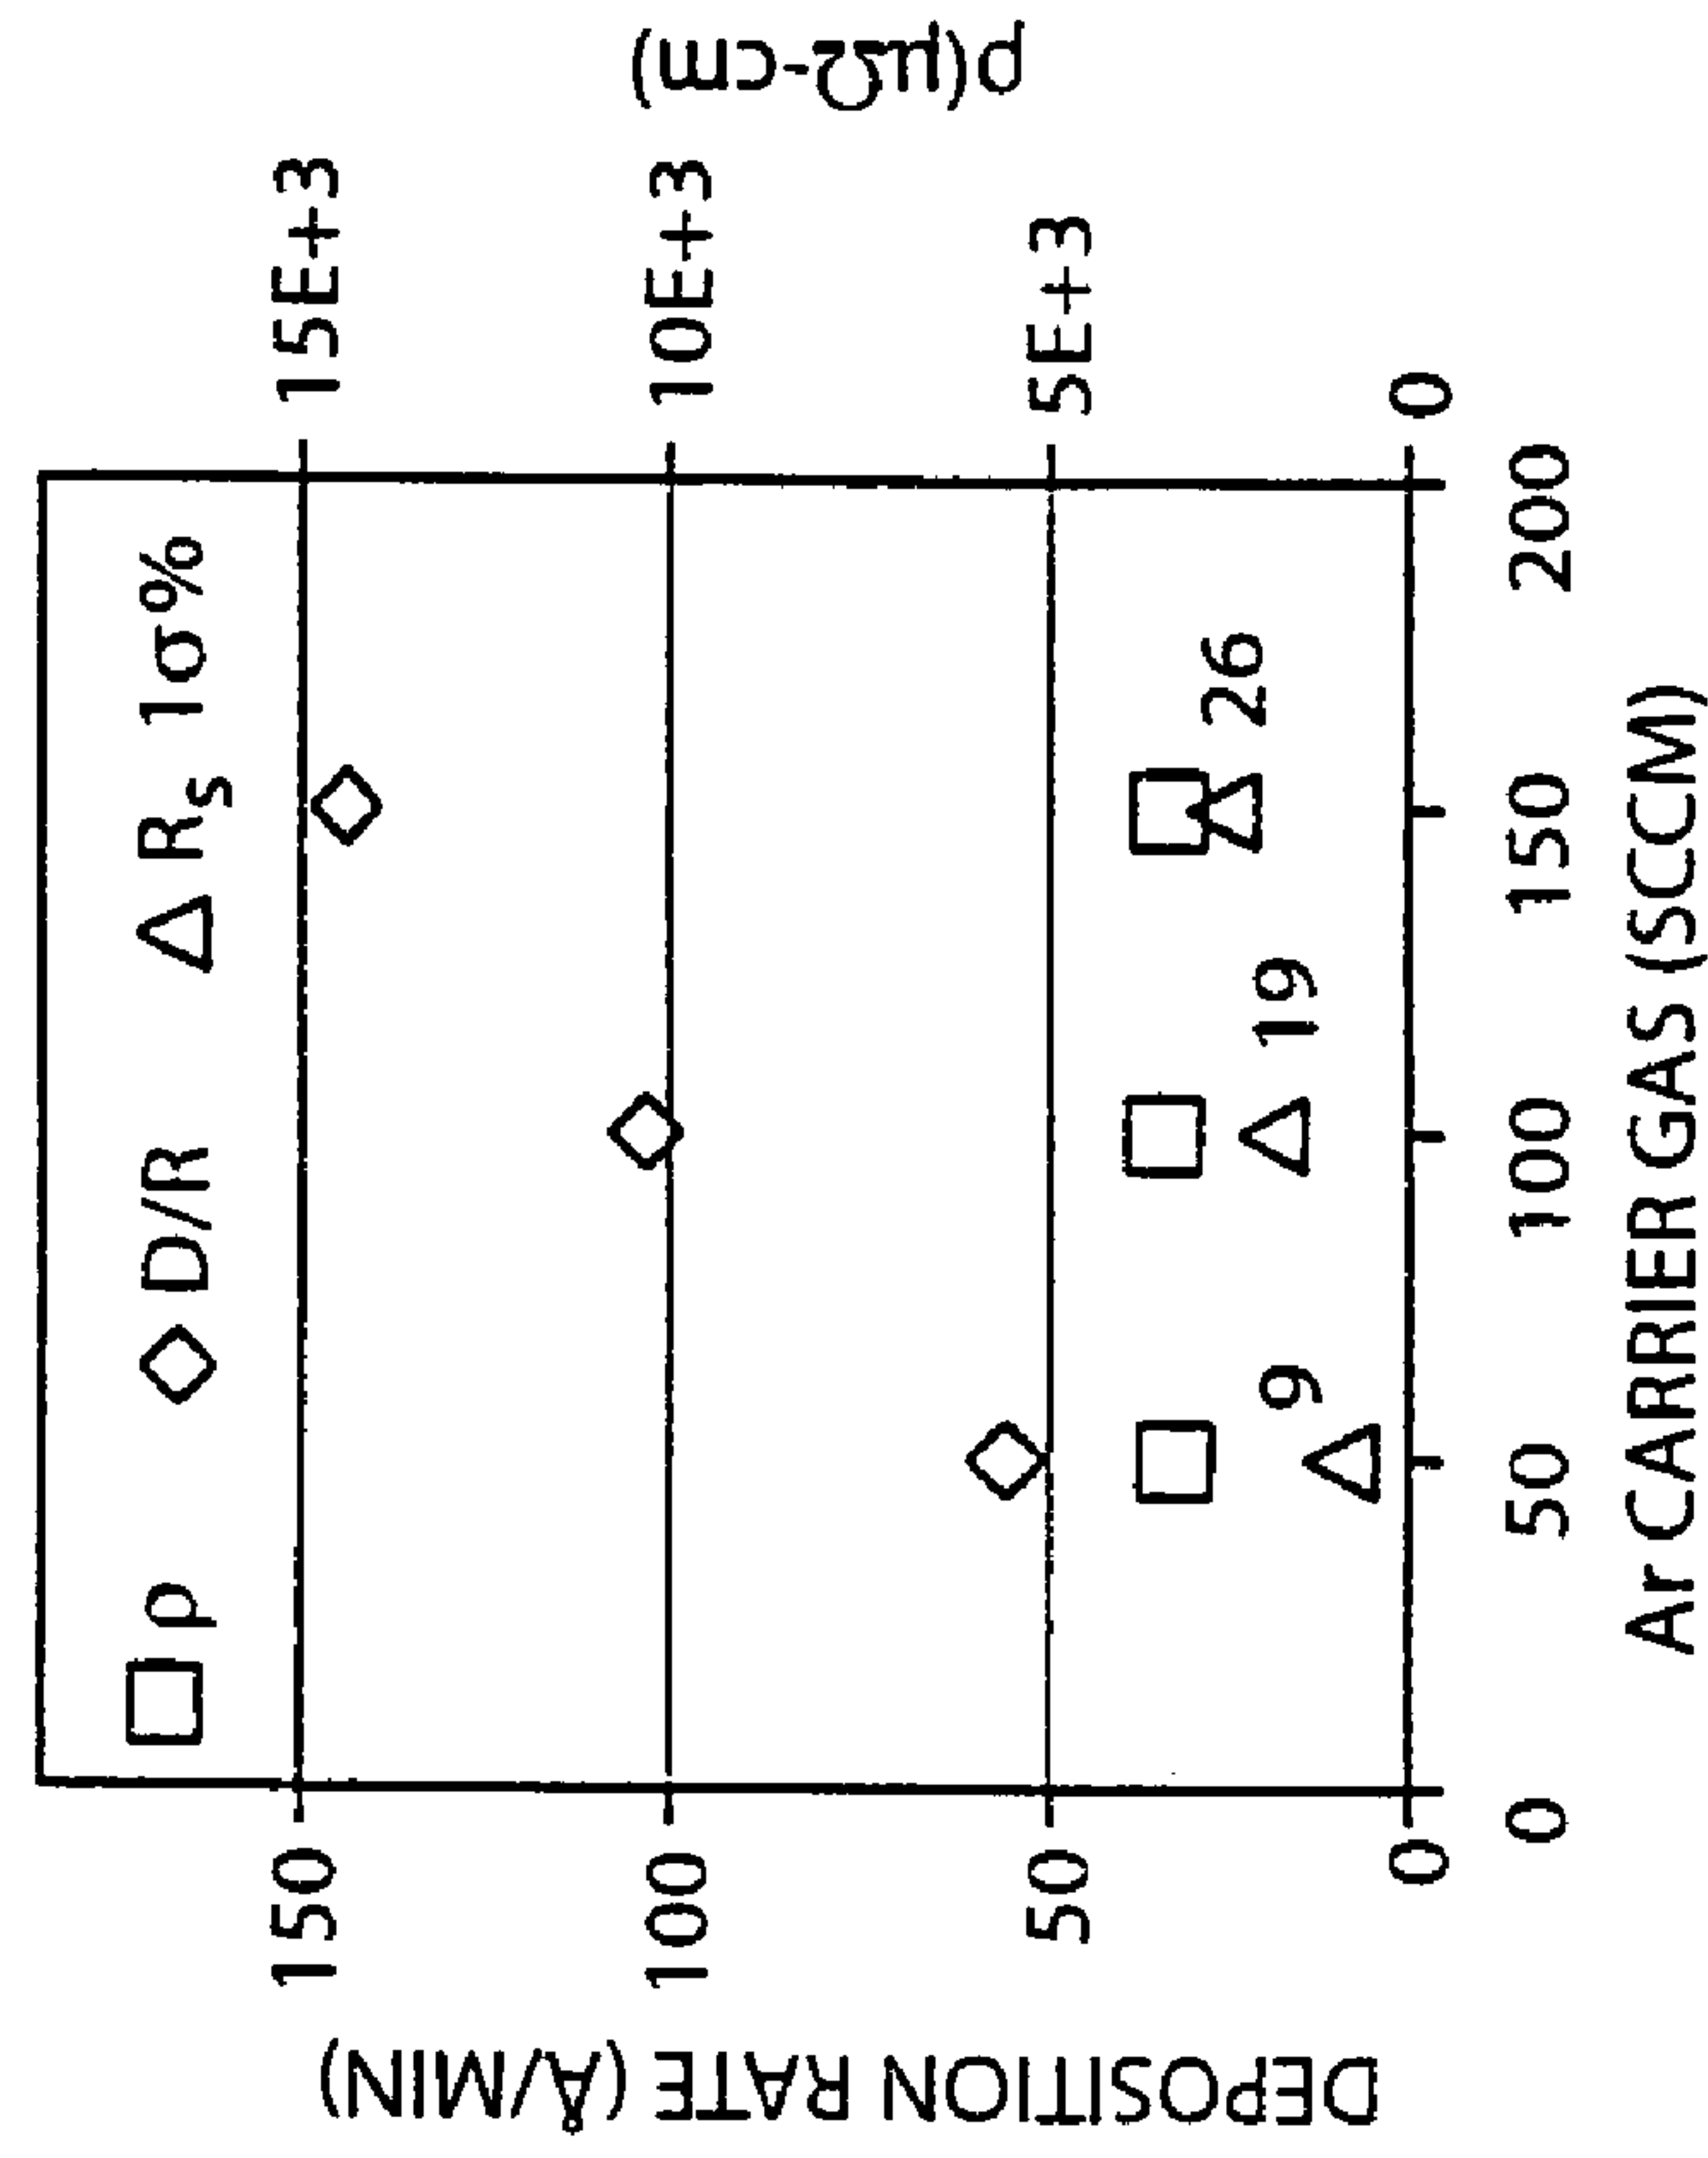 ρ D/R Rₛ 1σ%
DEPOSITION RATE (Å/MIN)
150
100
50
0
15E+3
10E+3
5E+3
0
ρ(μΩ-cm)
9
19
26
0
50
100
150
200
Ar CARRIER GAS (SCCM)